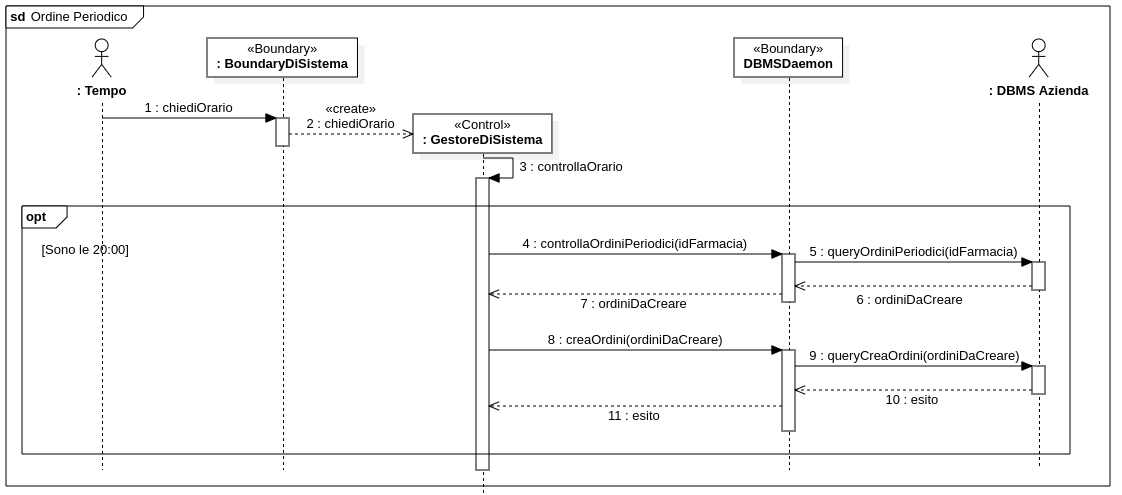 sd Ordine Periodico
«Boundary»
: BoundaryDiSistema
«Boundary»
DBMSDaemon
: Tempo
: DBMS Azienda
1 : chiediOrario
«create»
2 : chiediOrario
«Control»
: GestoreDiSistema
3 : controllaOrario
opt
[Sono le 20:00]
4 : controllaOrdiniPeriodici(idFarmacia)
5 : queryOrdiniPeriodici(idFarmacia)
6 : ordiniDaCreare
7 : ordiniDaCreare
8 : creaOrdini(ordiniDaCreare)
9 : queryCreaOrdini(ordiniDaCreare)
10 : esito
11 : esito